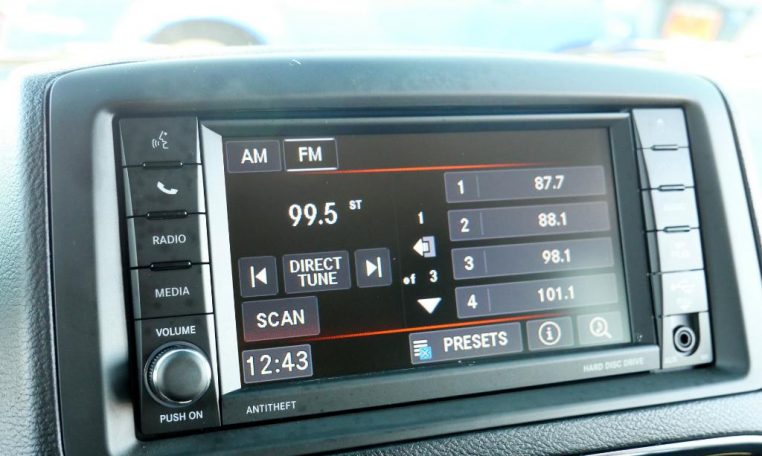 AM FM
99.5 ST
DIRECT
TUNE
SCAN
12:43
1
of 3
1 87.7
2 88.1
3 98.1
4 101.1
PRESETS
RADIO
MEDIA
VOLUME
PUSH ON
ANTITHEFT
HARD DISC DRIVE